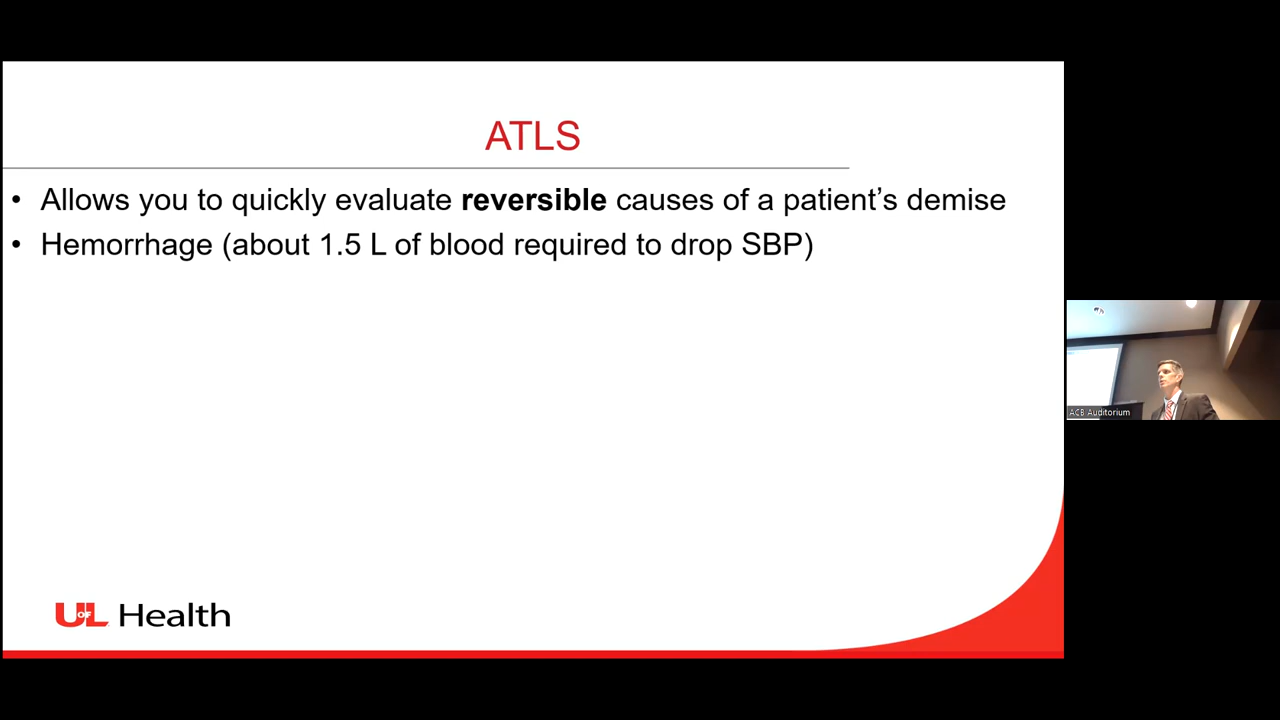 ATLS
• Allows you to quickly evaluate reversible causes of a patient’s demise
• Hemorrhage (about 1.5 L of blood required to drop SBP)
ACB Auditorium
UofL Health